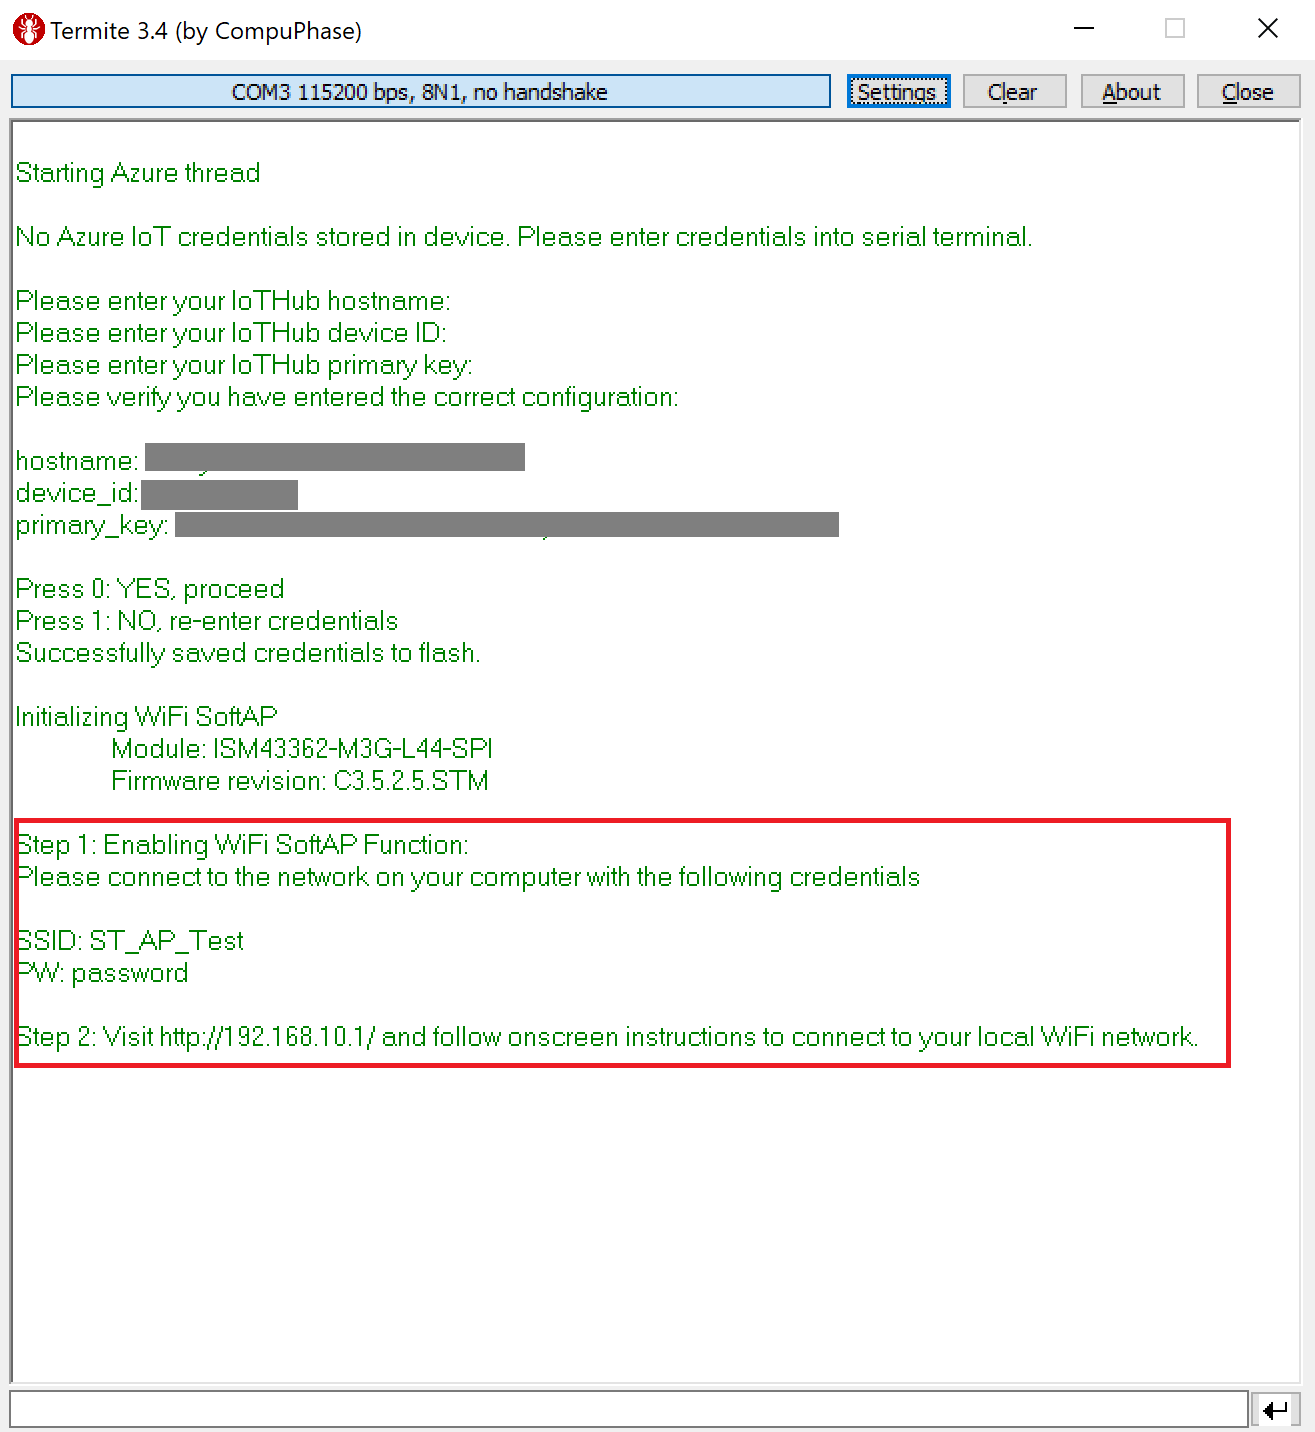 Termite 3.4 (by CompuPhase)
COM3 115200 bps, 8N1, no handshake Settings Clear About Close
Starting Azure thread
No Azure IoT credentials stored in device. Please enter credentials into serial terminal.
Please enter your IoTHub hostname:
Please enter your IoTHub device ID:
Please enter your IoTHub primary key:
Please verify you have entered the correct configuration:
hostname:
device_id:
primary_key:
Press 0: YES, proceed
Press 1: NO, re-enter credentials
Successfully saved credentials to flash.
Initializing WiFi SoftAP
Module: ISM43362-M3G-L44-SPI
Firmware revision: C3.5.2.5.STM
Step 1: Enabling WiFi SoftAP Function:
Please connect to the network on your computer with the following credentials
SSID: ST_AP_Test
PW: password
Step 2: Visit http://192.168.10.1/ and follow onscreen instructions to connect to your local WiFi network.